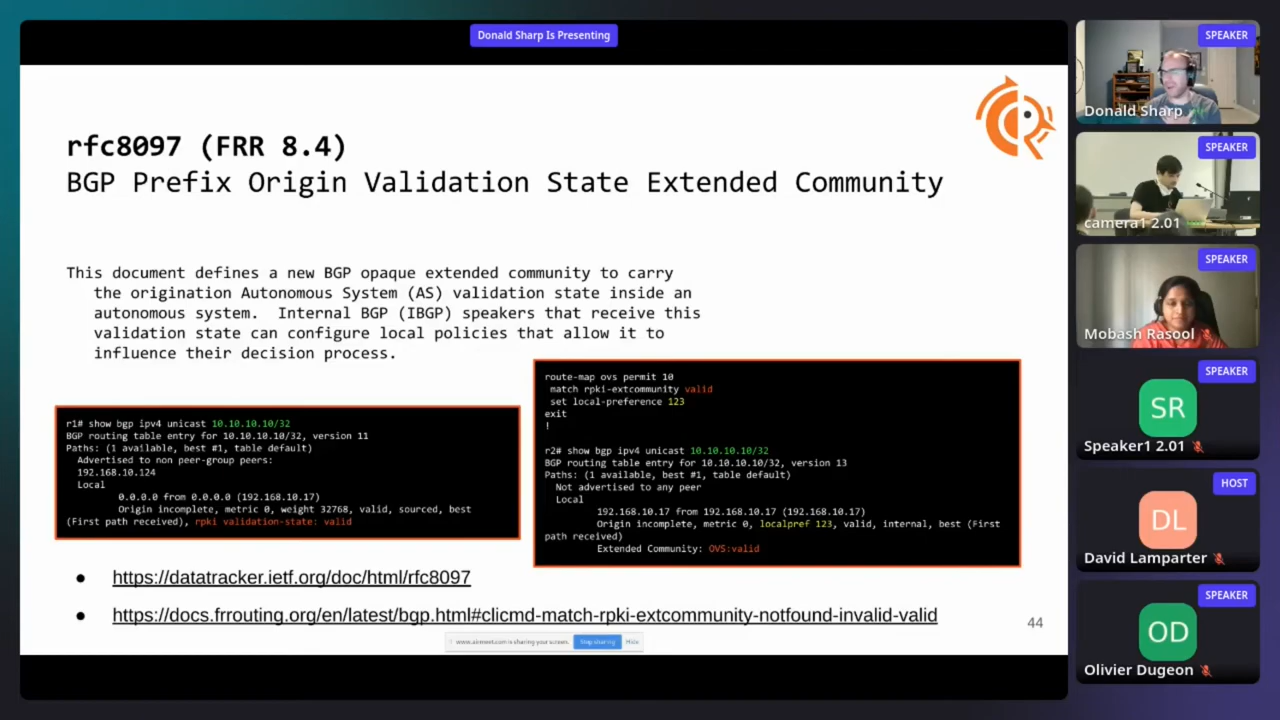 Donald Sharp Is Presenting
rfc8097 (FRR 8.4)
BGP Prefix Origin Validation State Extended Community
This document defines a new BGP opaque extended community to carry
the origination Autonomous System (AS) validation state inside an
autonomous system.  Internal BGP (IBGP) speakers that receive this
validation state can configure local policies that allow it to
influence their decision process.
r1# show bgp ipv4 unicast 10.10.10.10/32
BGP routing table entry for 10.10.10.10/32, version 11
Paths: (1 available, best #1, table default)
Advertised to non peer-group peers:
192.168.10.124
Local
0.0.0.0 from 0.0.0.0 (192.168.10.17)
Origin incomplete, metric 0, weight 32768, valid, sourced, best
(First path received), rpki validation-state: valid
route-map ovs permit 10
match rpki-extcommunity valid
set local-preference 123
exit
!
r2# show bgp ipv4 unicast 10.10.10.10/32
BGP routing table entry for 10.10.10.10/32, version 13
Paths: (1 available, best #1, table default)
Not advertised to any peer
Local
192.168.10.17 from 192.168.10.17 (192.168.10.17)
Origin incomplete, metric 0, localpref 123, valid, internal, best (First
path received)
Extended Community: OVS:valid
● https://datatracker.ietf.org/doc/html/rfc8097
● https://docs.frrouting.org/en/latest/bgp.html#clicmd-match-rpki-extcommunity-notfound-invalid-valid
44
www.airmeet.com is sharing your screen.
Stop sharing
Hide
SPEAKER
Donald Sharp
SPEAKER
camera1 2.01
SPEAKER
Mobash Rasool
SPEAKER
SR
Speaker1 2.01
HOST
DL
David Lamparter
SPEAKER
OD
Olivier Dugeon